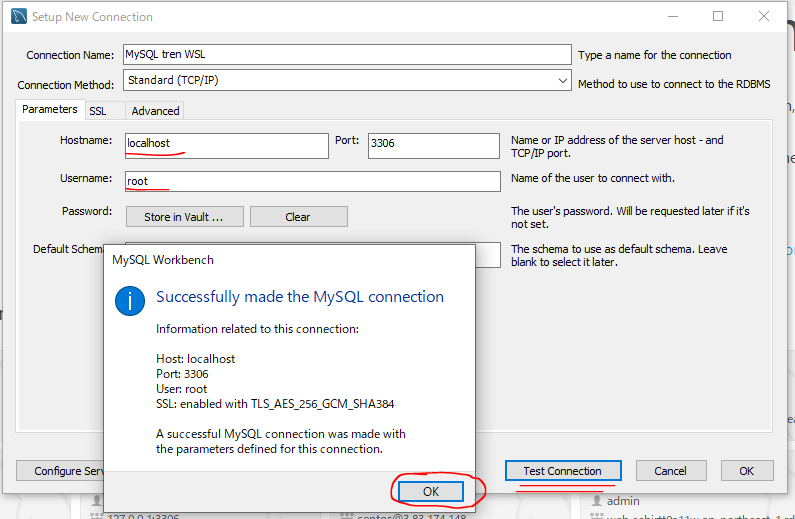 Setup New Connection
Connection Name: MySQL tren WSL Type a name for the connection
Connection Method: Standard (TCP/IP) Method to use to connect to the RDBMS
Parameters SSL Advanced
Hostname: localhost Port: 3306 Name or IP address of the server host - and
TCP/IP port.
Username: root Name of the user to connect with.
Password: Store in Vault ... Clear The user's password. Will be requested later if it's
not set.
Default Schema The schema to use as default schema. Leave
blank to select it later.
MySQL Workbench
Successfully made the MySQL connection
Information related to this connection:
Host: localhost
Port: 3306
User: root
SSL: enabled with TLS_AES_256_GCM_SHA384
A successful MySQL connection was made with
the parameters defined for this connection.
Configure Serv Test Connection Cancel OK
OK
admin
127.0.0.1:3306